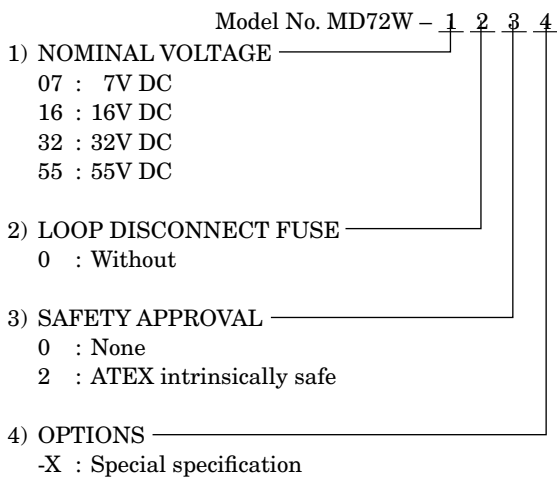 Model No. MD72W – 1 2 3 4
1) NOMINAL VOLTAGE
07 : 7V DC
16 : 16V DC
32 : 32V DC
55 : 55V DC
2) LOOP DISCONNECT FUSE
0 : Without
3) SAFETY APPROVAL
0 : None
2 : ATEX intrinsically safe
4) OPTIONS
-X : Special specification